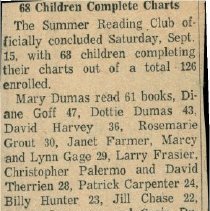 68 Children Complete Charts
The Summer Reading Club of-
ficially concluded Saturday, Sept.
15, with 68 children completing
their charts out of a total 126
enrolled.
Mary Dumas read 61 books, Di-
ane Goff 47, Dottie Dumas 43,
David Harvey 36, Rosemarie
Grout 30, Janet Farmer, Marcy
and Lynn Gage 29, Larry Frasier,
Christopher Palermo and David
Therrien 28, Patrick Carpenter 24,
Billy Hunter 23, Jill Chase 22,